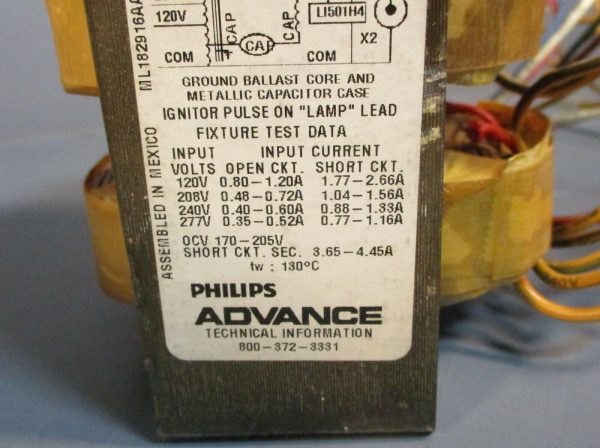 120V
CAP
CAP
CAP
LI501H4
X2
COM
COM
ML182916AA
ASSEMBLED IN MEXICO
GROUND BALLAST CORE AND
METALLIC CAPACITOR CASE
IGNITOR PULSE ON "LAMP" LEAD
FIXTURE TEST DATA
INPUT INPUT CURRENT
VOLTS OPEN CKT. SHORT CKT.
120V 0.80-1.20A 1.77-2.66A
208V 0.48-0.72A 1.04-1.56A
240V 0.40-0.60A 0.88-1.33A
277V 0.35-0.52A 0.77-1.16A
OCV 170-205V
SHORT CKT. SEC. 3.65-4.45A
tw : 130°C
PHILIPS
ADVANCE
TECHNICAL INFORMATION
800-372-3331